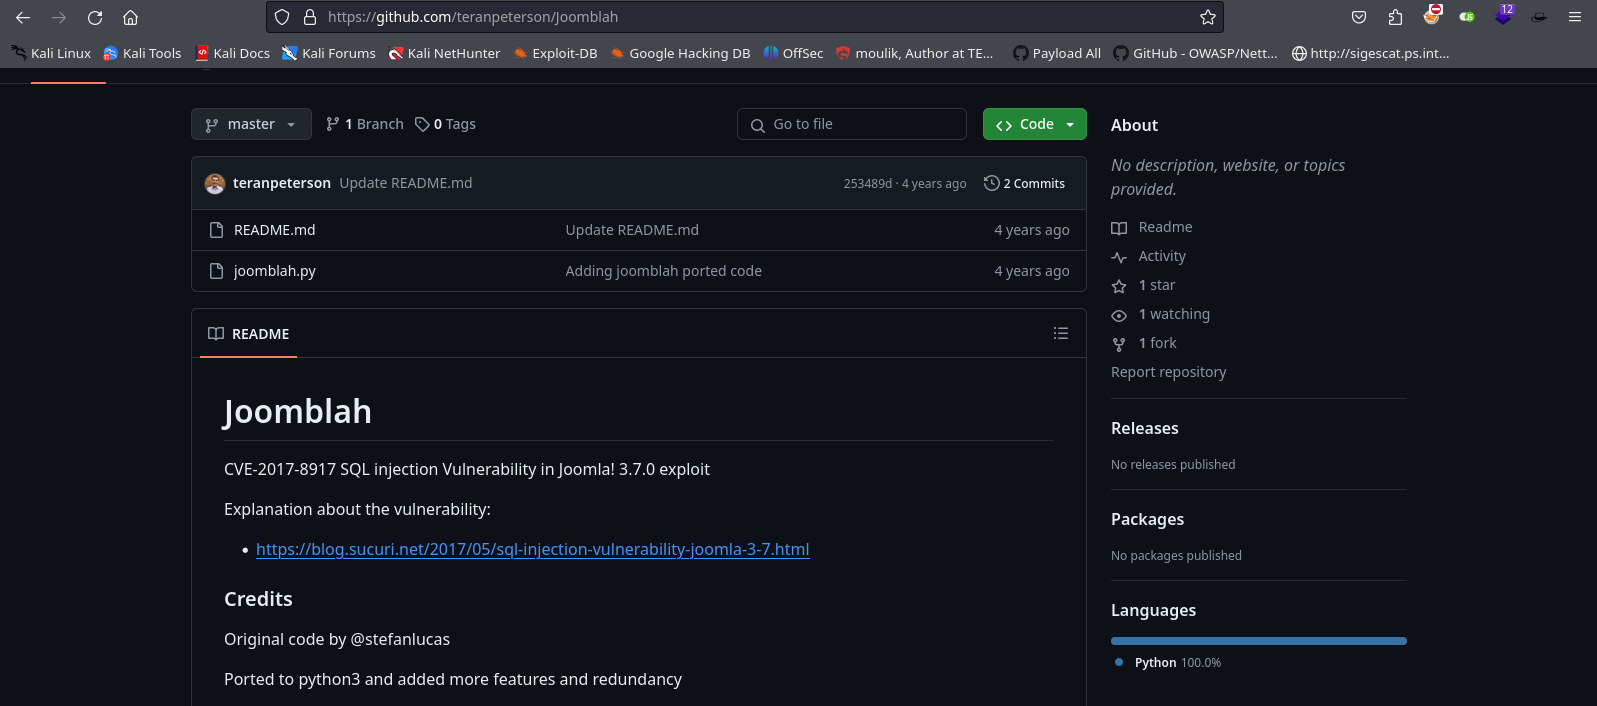 https://github.com/teranpeterson/Joomblah
12
Kali Linux Kali Tools Kali Docs Kali Forums Kali NetHunter Exploit-DB Google Hacking DB OffSec moulik, Author at TE... Payload All GitHub - OWASP/Nett... http://sigescat.ps.int...
master 1 Branch 0 Tags Go to file Code
teranpeterson Update README.md 253489d · 4 years ago 2 Commits
README.md Update README.md 4 years ago
joomblah.py Adding joomblah ported code 4 years ago
README
Joomblah
CVE-2017-8917 SQL injection Vulnerability in Joomla! 3.7.0 exploit
Explanation about the vulnerability:
• https://blog.sucuri.net/2017/05/sql-injection-vulnerability-joomla-3-7.html
Credits
Original code by @stefanlucas
Ported to python3 and added more features and redundancy
About
No description, website, or topics
provided.
Readme
Activity
1 star
1 watching
1 fork
Report repository
Releases
No releases published
Packages
No packages published
Languages
Python 100.0%